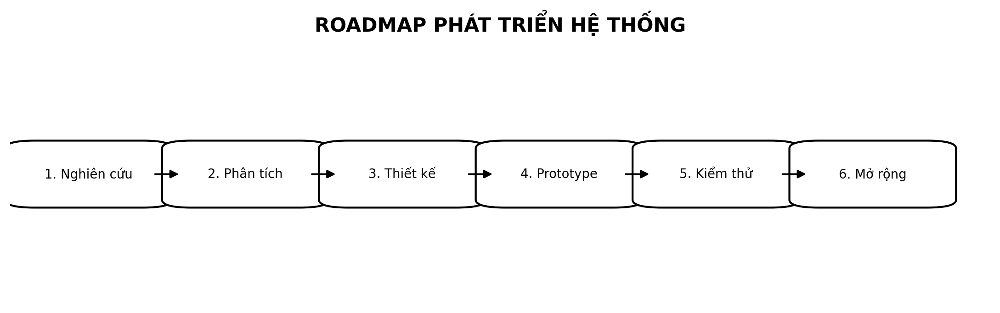 ROADMAP PHÁT TRIỂN HỆ THỐNG
1. Nghiên cứu
2. Phân tích
3. Thiết kế
4. Prototype
5. Kiểm thử
6. Mở rộng